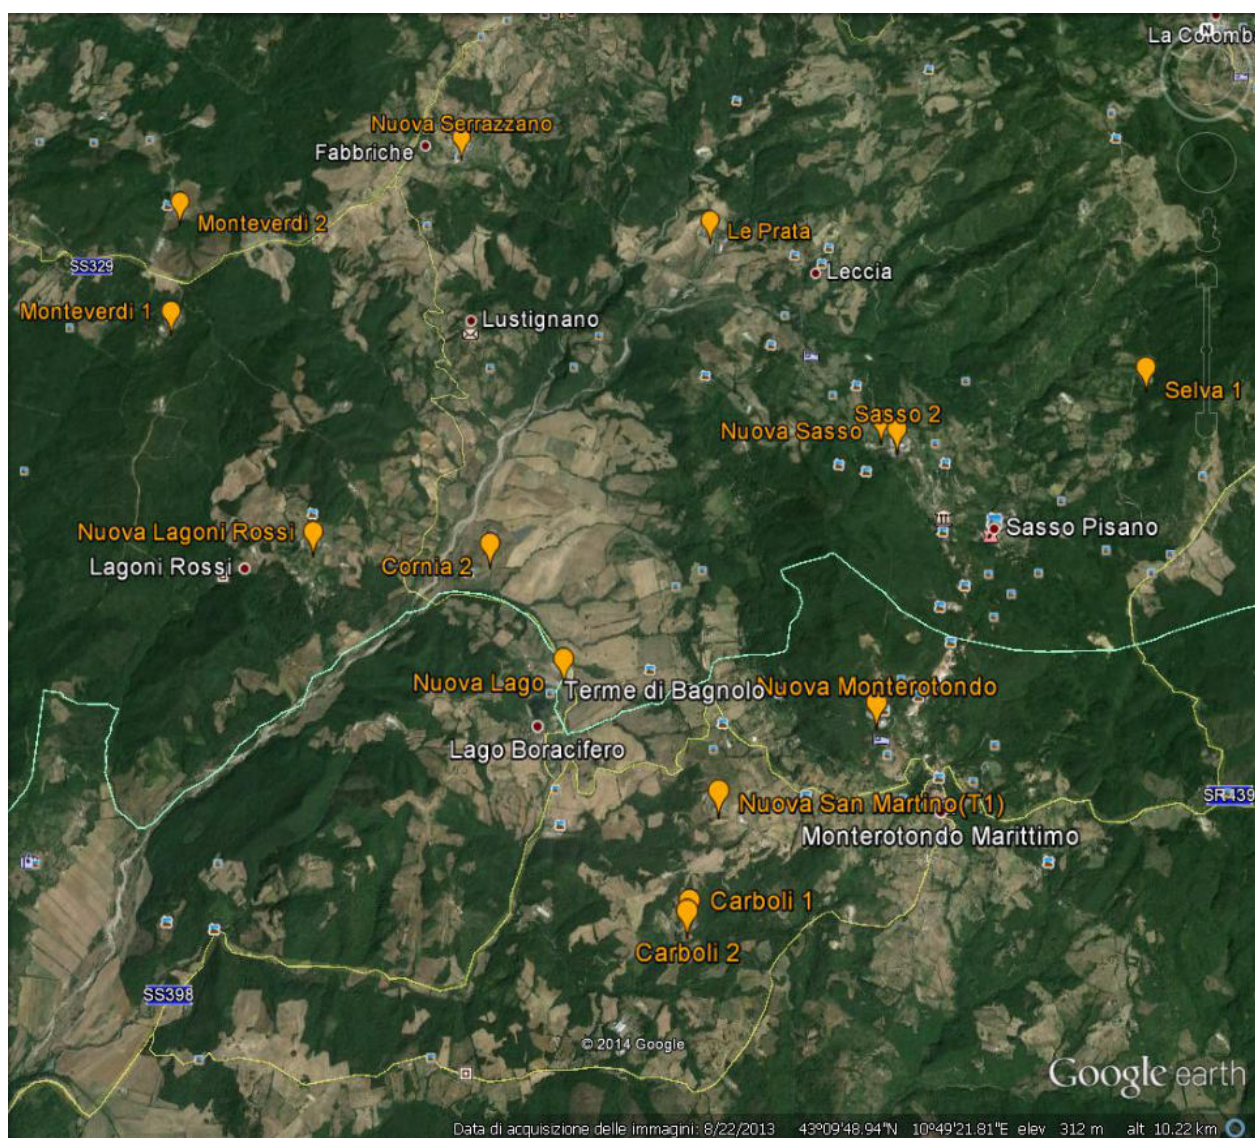 La Colomb
N
Nuova Serrazzano
Fabbriche
Monteverdi 2
Le Prata
SS329
Leccia
Monteverdi 1
Lustignano
Selva 1
Sasso 2
Nuova Sasso
Nuova Lagoni Rossi
Sasso Pisano
Lagoni Rossi
Cornia 2
Nuova Lago
Terme di Bagnolo
Nuova Monterotondo
Lago Boracifero
SR439
Nuova San Martino(T1)
Monterotondo Marittimo
Carboli 1
Carboli 2
SS398
© 2014 Google
Google earth
Data di acquisizione delle immagini: 8/22/2013 43°09'48.94"N 10°49'21.81"E elev 312 m alt 10.22 km